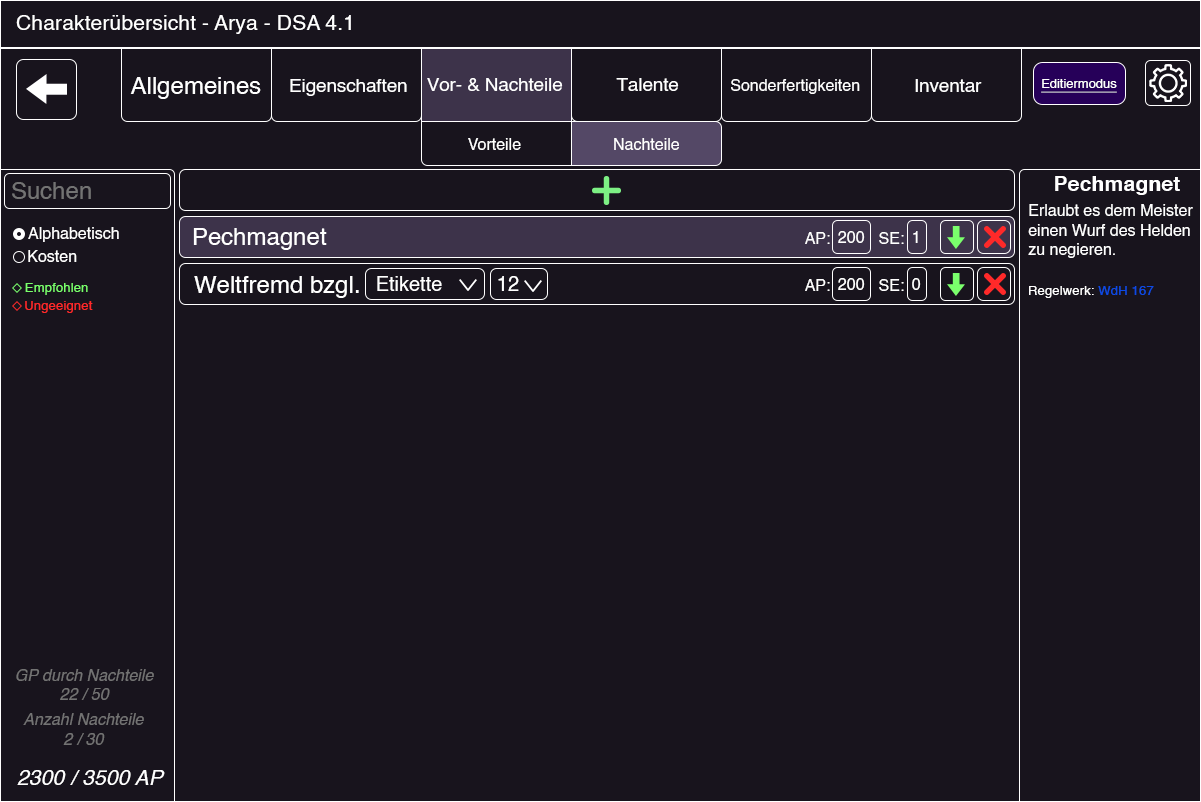 Charakterübersicht - Arya - DSA 4.1
Allgemeines
Eigenschaften
Vor- & Nachteile
Talente
Sonderfertigkeiten
Inventar
Editiermodus
Vorteile
Nachteile
Suchen
Alphabetisch
Kosten
Empfohlen
Ungeeignet
Pechmagnet AP: 200 SE: 1
Weltfremd bzgl. Etikette 12 AP: 200 SE: 0
Pechmagnet
Erlaubt es dem Meister
einen Wurf des Helden
zu negieren.
Regelwerk: WdH 167
GP durch Nachteile
22 / 50
Anzahl Nachteile
2 / 30
2300 / 3500 AP